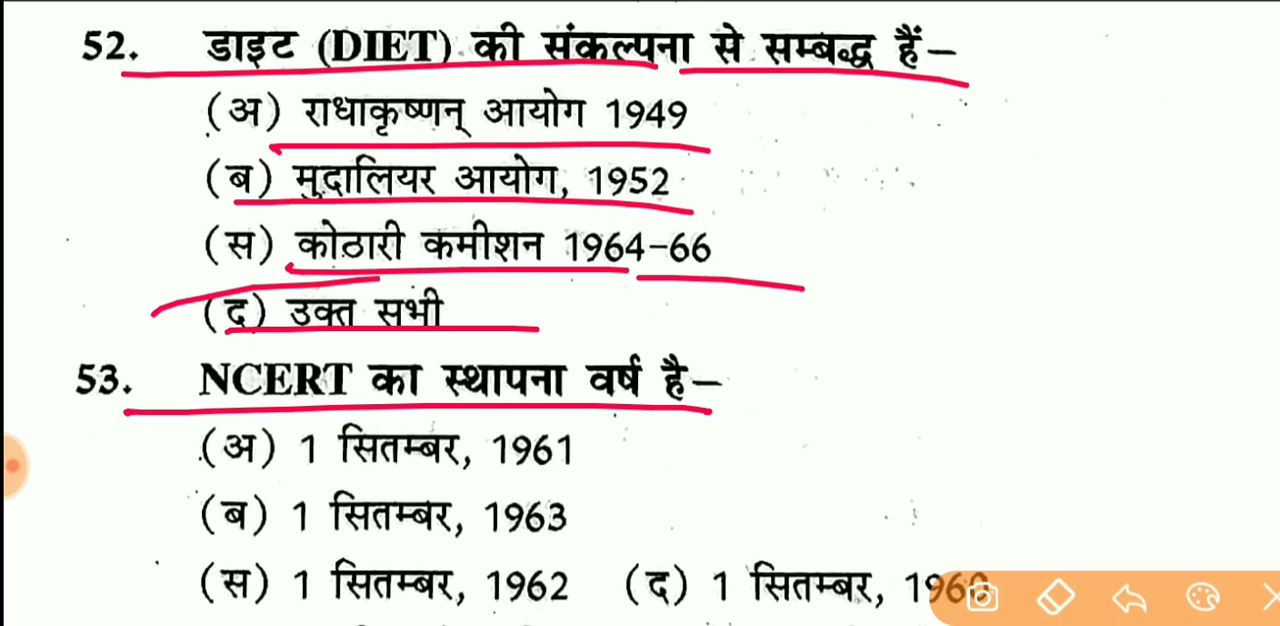 52. डाइट (DIET) की संकल्पना से सम्बद्ध हैं–
(अ) राधाकृष्णन् आयोग 1949
(ब) मुदालियर आयोग, 1952
(स) कोठारी कमीशन 1964–66
(द) उक्त सभी
53. NCERT का स्थापना वर्ष है–
(अ) 1 सितम्बर, 1961
(ब) 1 सितम्बर, 1963
(स) 1 सितम्बर, 1962 (द) 1 सितम्बर, 1960